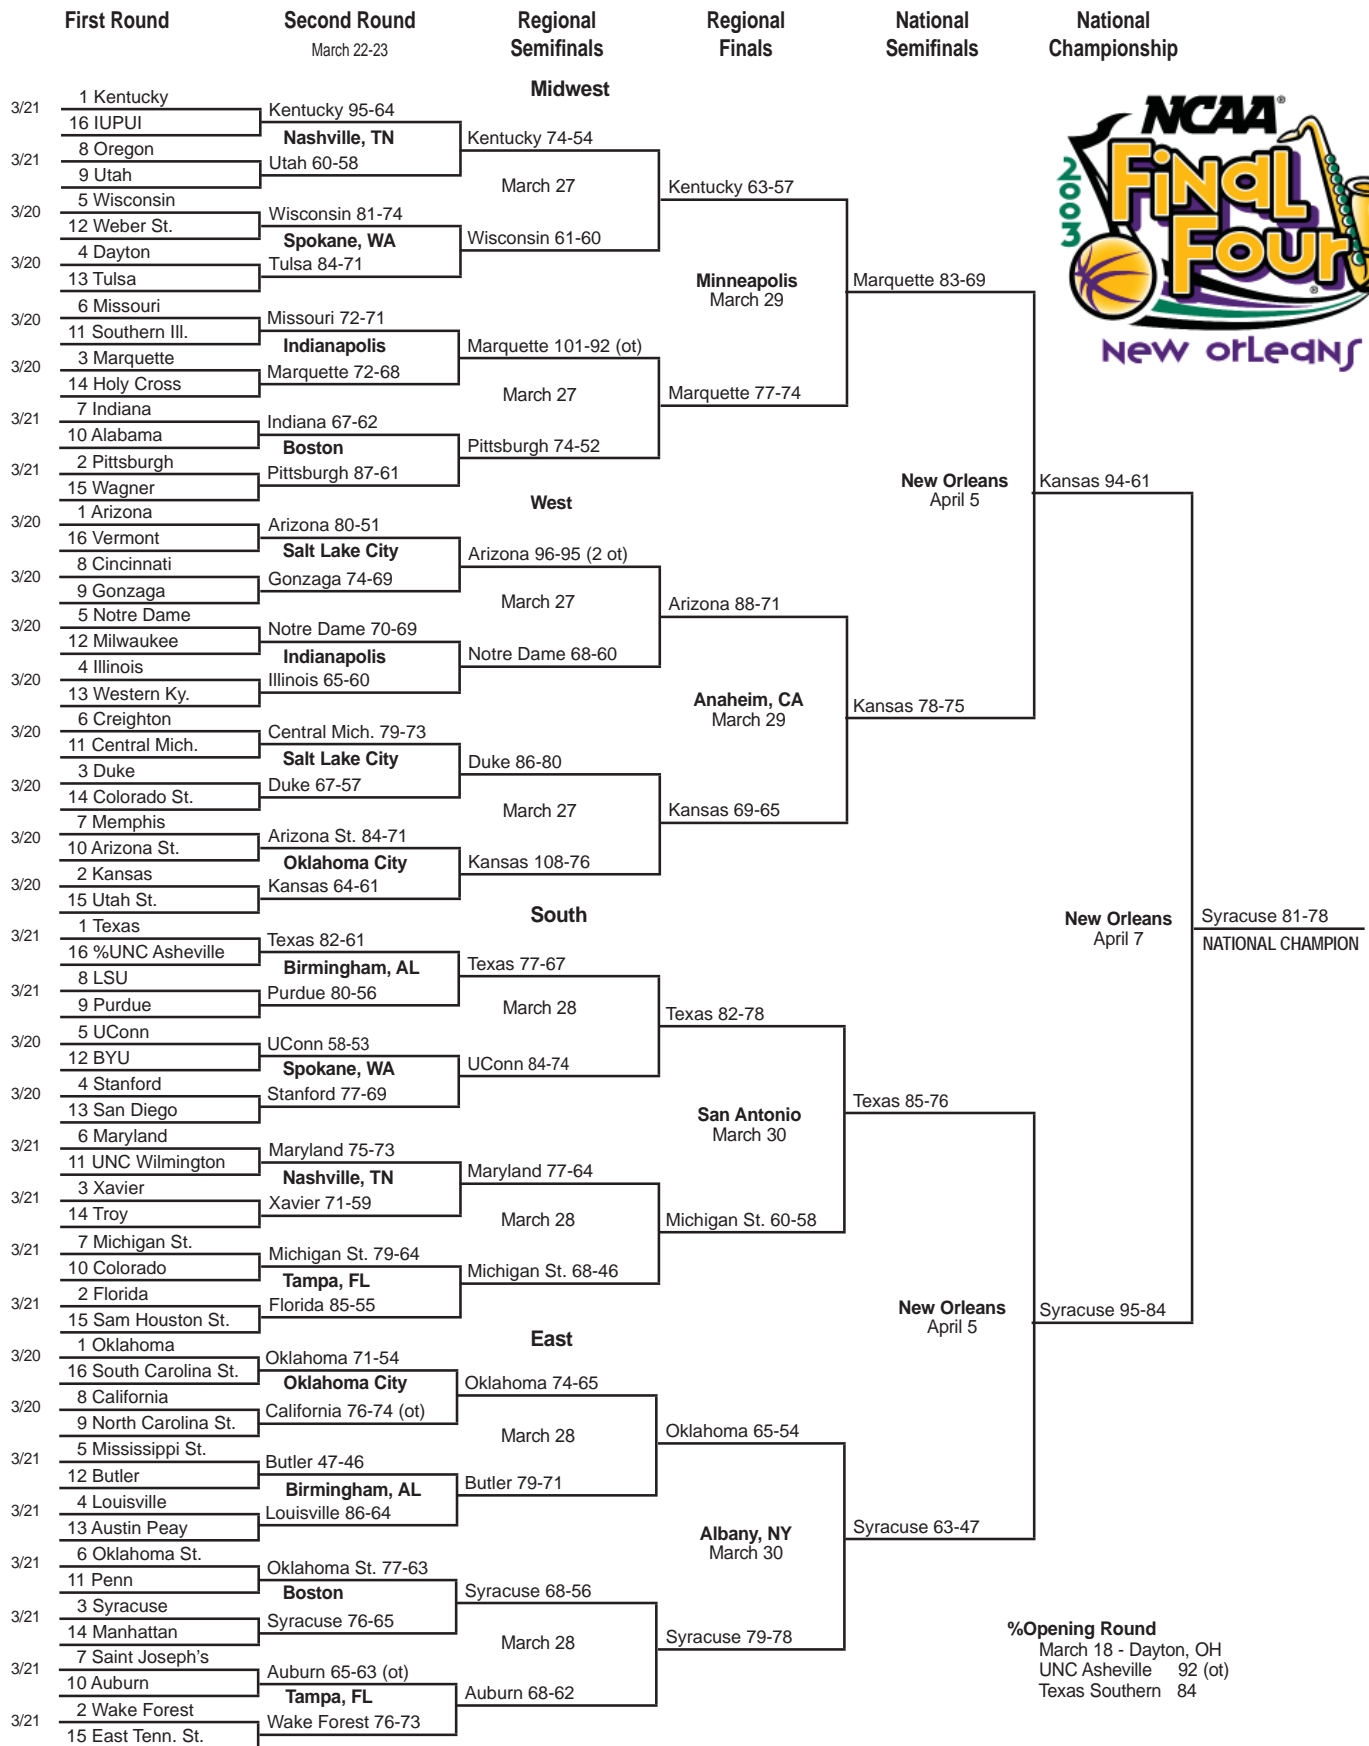 First Round
Second Round
March 22-23
Regional
Semifinals
Regional
Finals
National
Semifinals
National
Championship
NCAA®
2003
Final
Four®
New Orleans
Midwest
3/21
1 Kentucky
16 IUPUI
3/21
8 Oregon
9 Utah
3/20
5 Wisconsin
12 Weber St.
3/20
4 Dayton
13 Tulsa
3/20
6 Missouri
11 Southern Ill.
3/20
3 Marquette
14 Holy Cross
3/21
7 Indiana
10 Alabama
3/21
2 Pittsburgh
15 Wagner
Kentucky 95-64
Nashville, TN
Utah 60-58
Wisconsin 81-74
Spokane, WA
Tulsa 84-71
Missouri 72-71
Indianapolis
Marquette 72-68
Indiana 67-62
Boston
Pittsburgh 87-61
Kentucky 74-54
March 27
Wisconsin 61-60
Marquette 101-92 (ot)
March 27
Pittsburgh 74-52
Kentucky 63-57
Minneapolis
March 29
Marquette 77-74
Marquette 83-69
West
3/20
1 Arizona
16 Vermont
3/20
8 Cincinnati
9 Gonzaga
3/20
5 Notre Dame
12 Milwaukee
3/20
4 Illinois
13 Western Ky.
3/20
6 Creighton
11 Central Mich.
3/20
3 Duke
14 Colorado St.
3/20
7 Memphis
10 Arizona St.
3/20
2 Kansas
15 Utah St.
Arizona 80-51
Salt Lake City
Gonzaga 74-69
Notre Dame 70-69
Indianapolis
Illinois 65-60
Central Mich. 79-73
Salt Lake City
Duke 67-57
Arizona St. 84-71
Oklahoma City
Kansas 64-61
Arizona 96-95 (2 ot)
March 27
Notre Dame 68-60
Duke 86-80
March 27
Kansas 108-76
Arizona 88-71
Anaheim, CA
March 29
Kansas 69-65
Kansas 78-75
New Orleans
April 5
Kansas 94-61
South
3/21
1 Texas
16 %UNC Asheville
3/21
8 LSU
9 Purdue
3/20
5 UConn
12 BYU
3/20
4 Stanford
13 San Diego
3/21
6 Maryland
11 UNC Wilmington
3/21
3 Xavier
14 Troy
3/21
7 Michigan St.
10 Colorado
3/21
2 Florida
15 Sam Houston St.
Texas 82-61
Birmingham, AL
Purdue 80-56
UConn 58-53
Spokane, WA
Stanford 77-69
Maryland 75-73
Nashville, TN
Xavier 71-59
Michigan St. 79-64
Tampa, FL
Florida 85-55
Texas 77-67
March 28
UConn 84-74
Maryland 77-64
March 28
Michigan St. 68-46
Texas 82-78
San Antonio
March 30
Michigan St. 60-58
Texas 85-76
East
3/20
1 Oklahoma
16 South Carolina St.
3/20
8 California
9 North Carolina St.
3/21
5 Mississippi St.
12 Butler
3/21
4 Louisville
13 Austin Peay
3/21
6 Oklahoma St.
11 Penn
3/21
3 Syracuse
14 Manhattan
3/21
7 Saint Joseph's
10 Auburn
3/21
2 Wake Forest
15 East Tenn. St.
Oklahoma 71-54
Oklahoma City
California 76-74 (ot)
Butler 47-46
Birmingham, AL
Louisville 86-64
Oklahoma St. 77-63
Boston
Syracuse 76-65
Auburn 65-63 (ot)
Tampa, FL
Wake Forest 76-73
Oklahoma 74-65
March 28
Butler 79-71
Syracuse 68-56
March 28
Auburn 68-62
Oklahoma 65-54
Albany, NY
March 30
Syracuse 79-78
Syracuse 63-47
New Orleans
April 5
Syracuse 95-84
New Orleans
April 7
Syracuse 81-78
NATIONAL CHAMPION
%Opening Round
March 18 - Dayton, OH
UNC Asheville 92 (ot)
Texas Southern 84